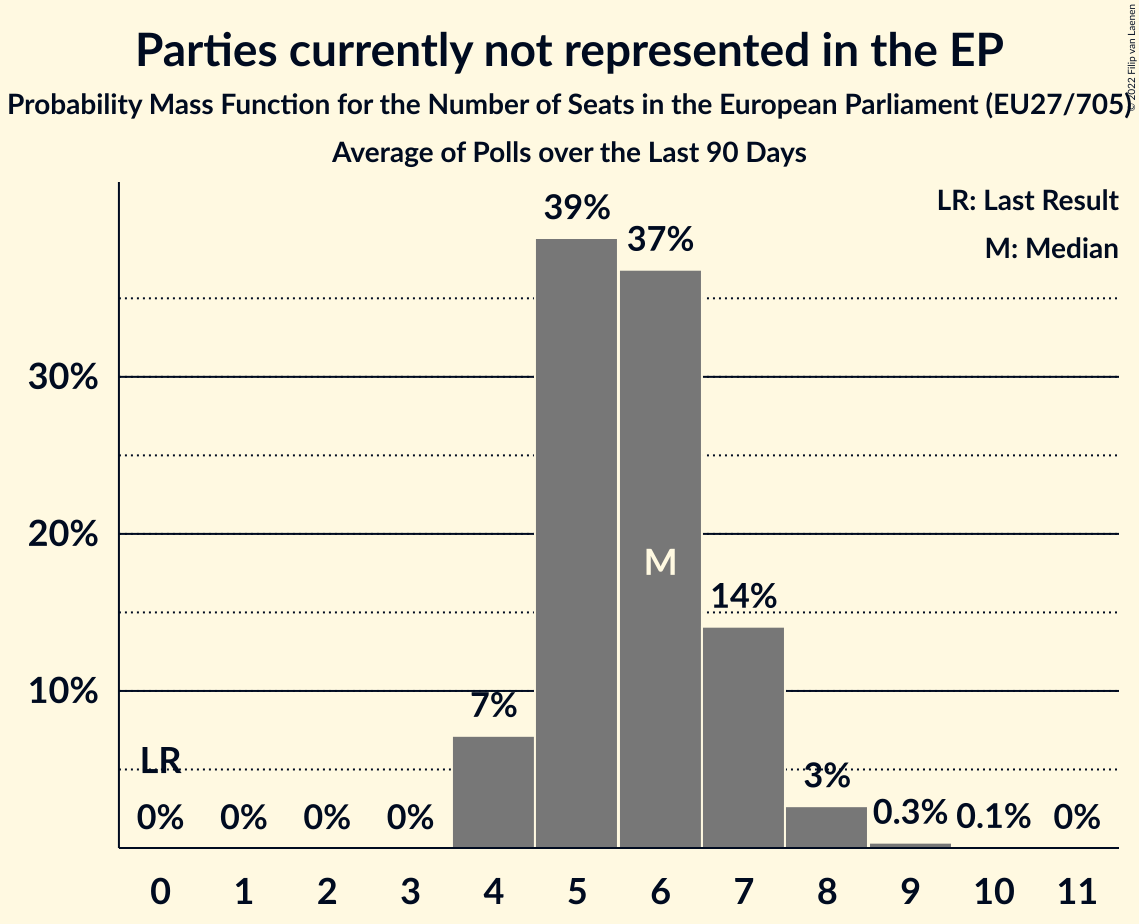 Parties currently not represented in the EP
Probability Mass Function for the Number of Seats in the European Parliament (EU27/705)
Average of Polls over the Last 90 Days
© 2022 Filip van Laenen
LR: Last Result
M: Median
39%
37%
30%
20%
M
14%
10%
7%
LR
3%
0% 0% 0% 0% 0.3% 0.1% 0%
0 1 2 3 4 5 6 7 8 9 10 11